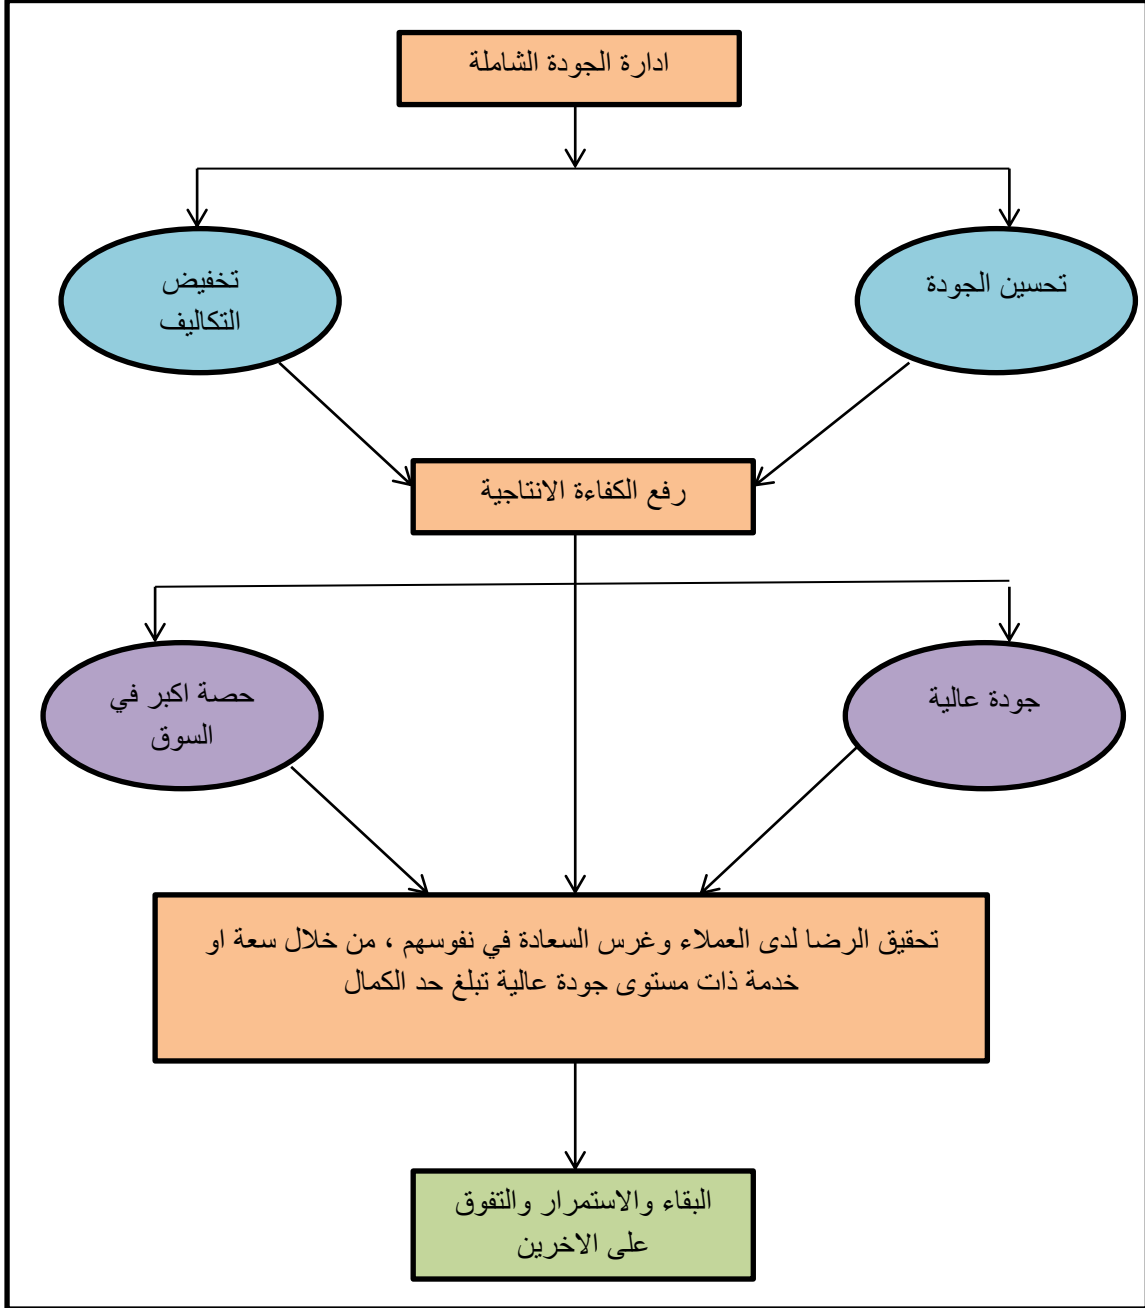 ادارة الجودة الشاملة
تحسين الجودة
تخفيض
التكاليف
رفع الكفاءة الانتاجية
جودة عالية
حصة اكبر في
السوق
تحقيق الرضا لدى العملاء وغرس السعادة في نفوسهم ، من خلال سعة او
خدمة ذات مستوى جودة عالية تبلغ حد الكمال
البقاء والاستمرار والتفوق
على الاخرين